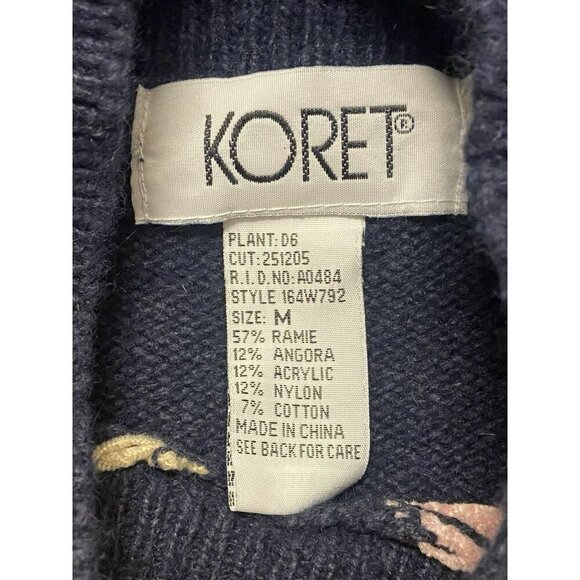 KORET®
PLANT: D6
CUT: 251205
R.I.D.NO: A0484
STYLE 164W792
SIZE: M
57% RAMIE
12% ANGORA
12% ACRYLIC
12% NYLON
7% COTTON
MADE IN CHINA
SEE BACK FOR CARE